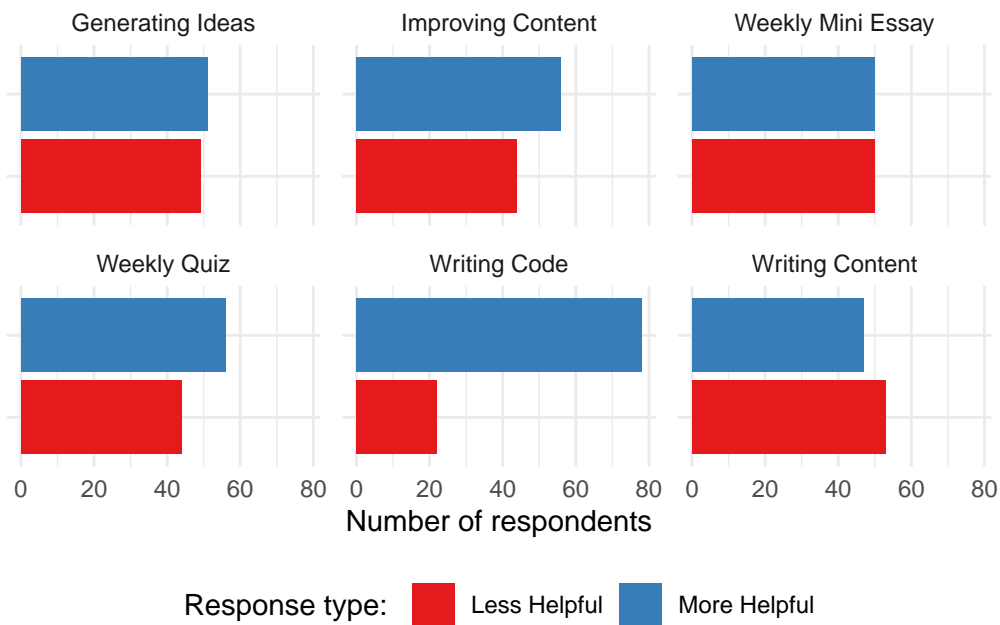 Generating Ideas Improving Content Weekly Mini Essay
Weekly Quiz Writing Code Writing Content
0 20 40 60 80 0 20 40 60 80 0 20 40 60 80
Number of respondents
Response type: Less Helpful More Helpful